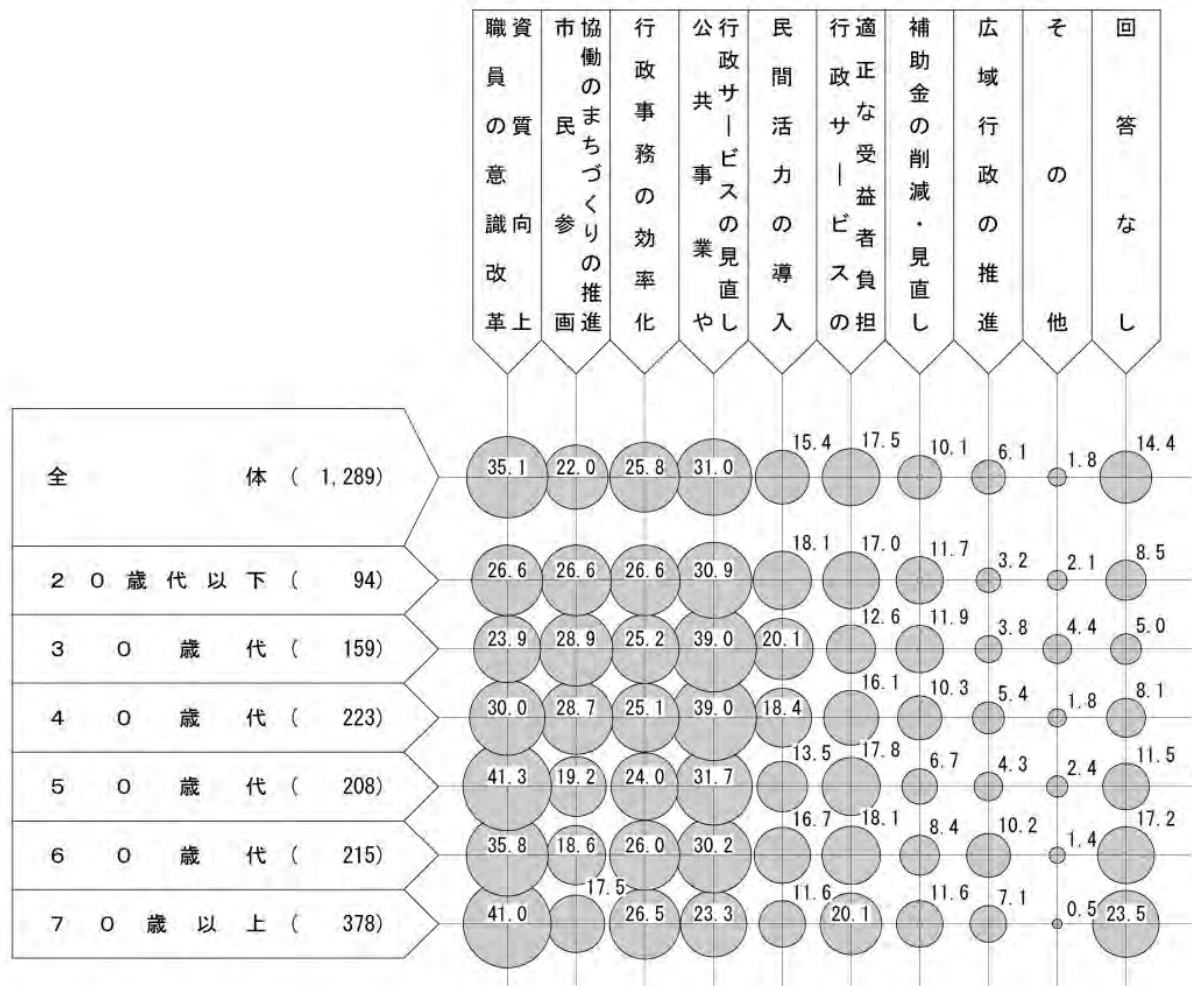 職員の意識改革
資質向上
市民参画
協働のまちづくりの推進
行政事務の効率化
公共事業や
行政サービスの見直し
民間活力の導入
行政サービスの
適正な受益者負担
補助金の削減・見直し
広域行政の推進
その他
回答なし
全体(1,289)
35.1 22.0 25.8 31.0 15.4 17.5 10.1 6.1 1.8 14.4
20歳代以下(94)
26.6 26.6 26.6 30.9 18.1 17.0 11.7 3.2 2.1 8.5
30歳代(159)
23.9 28.9 25.2 39.0 20.1 12.6 11.9 3.8 4.4 5.0
40歳代(223)
30.0 28.7 25.1 39.0 18.4 16.1 10.3 5.4 1.8 8.1
50歳代(208)
41.3 19.2 24.0 31.7 13.5 17.8 6.7 4.3 2.4 11.5
60歳代(215)
35.8 18.6 26.0 30.2 16.7 18.1 8.4 10.2 1.4 17.2
70歳以上(378)
41.0 17.5 26.5 23.3 11.6 20.1 11.6 7.1 0.5 23.5